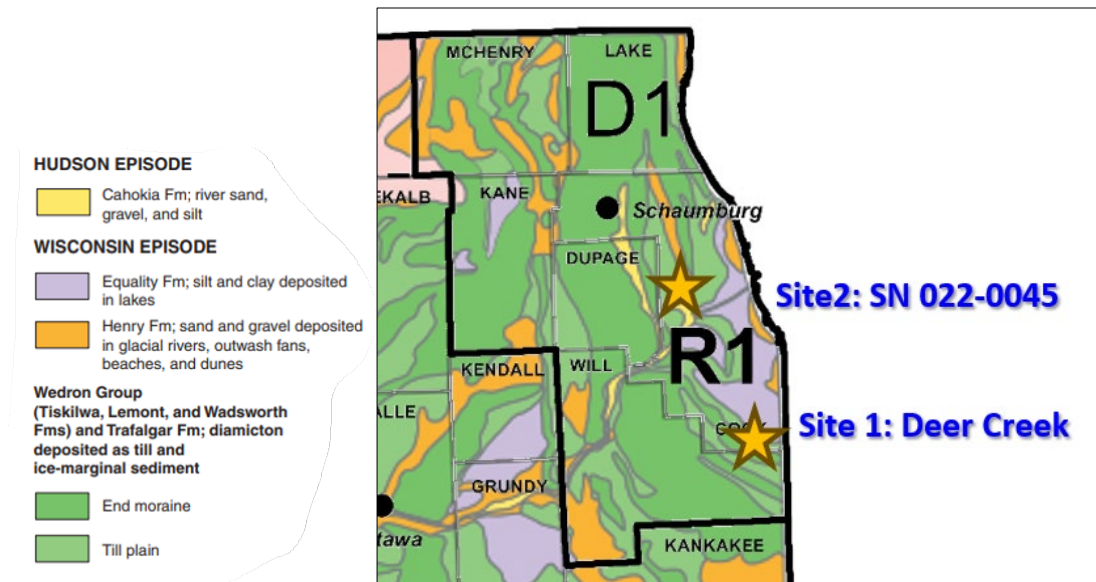 HUDSON EPISODE
Cahokia Fm; river sand,
gravel, and silt
WISCONSIN EPISODE
Equality Fm; silt and clay deposited
in lakes
Henry Fm; sand and gravel deposited
in glacial rivers, outwash fans,
beaches, and dunes
Wedron Group
(Tiskilwa, Lemont, and Wadsworth
Fms) and Trafalgar Fm; diamicton
deposited as till and
ice-marginal sediment
End moraine
Till plain
MCHENRY
LAKE
D1
EKALB
KANE
Schaumburg
DUPAGE
Site2: SN 022-0045
R1
KENDALL
WILL
ALLE
COOK
Site 1: Deer Creek
GRUNDY
tawa
KANKAKEE